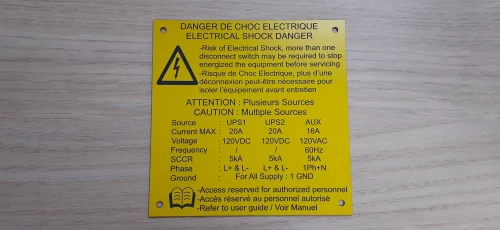 DANGER DE CHOC ELECTRIQUE
ELECTRICAL SHOCK DANGER
-Risk of Electrical Shock, more than one
disconnect switch may be required to stop
energized the equipment before servicing
-Risque de Choc Electrique, plus d'une
déconnexion peut-être nécessaire pour
isoler l'équipement avant entretien
ATTENTION : Plusieurs Sources
CAUTION : Multiple Sources
Source : UPS1 UPS2 AUX
Current MAX : 20A 20A 16A
Voltage : 120VDC 120VDC 120VAC
Frequency : / / 60Hz
SCCR : 5kA 5kA 5kA
Phase : L+ & L- L+ & L- 1Ph+N
Ground : For All Supply : 1 GND
-Access reserved for authorized personnel
-Accés réservé au personnel autorisé
-Refer to user guide / Voir Manuel